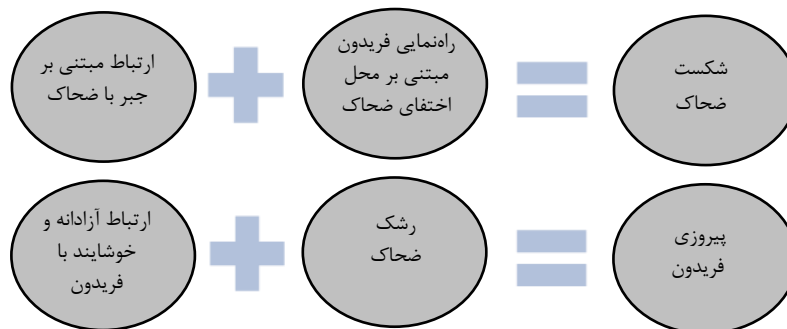 ارتباط مبتنی بر
جبر با ضحاک
راه‌نمایی فریدون
مبتنی بر محل
اختفای ضحاک
شکست
ضحاک
ارتباط آزادانه و
خوشایند با
فریدون
رشک
ضحاک
پیروزی
فریدون